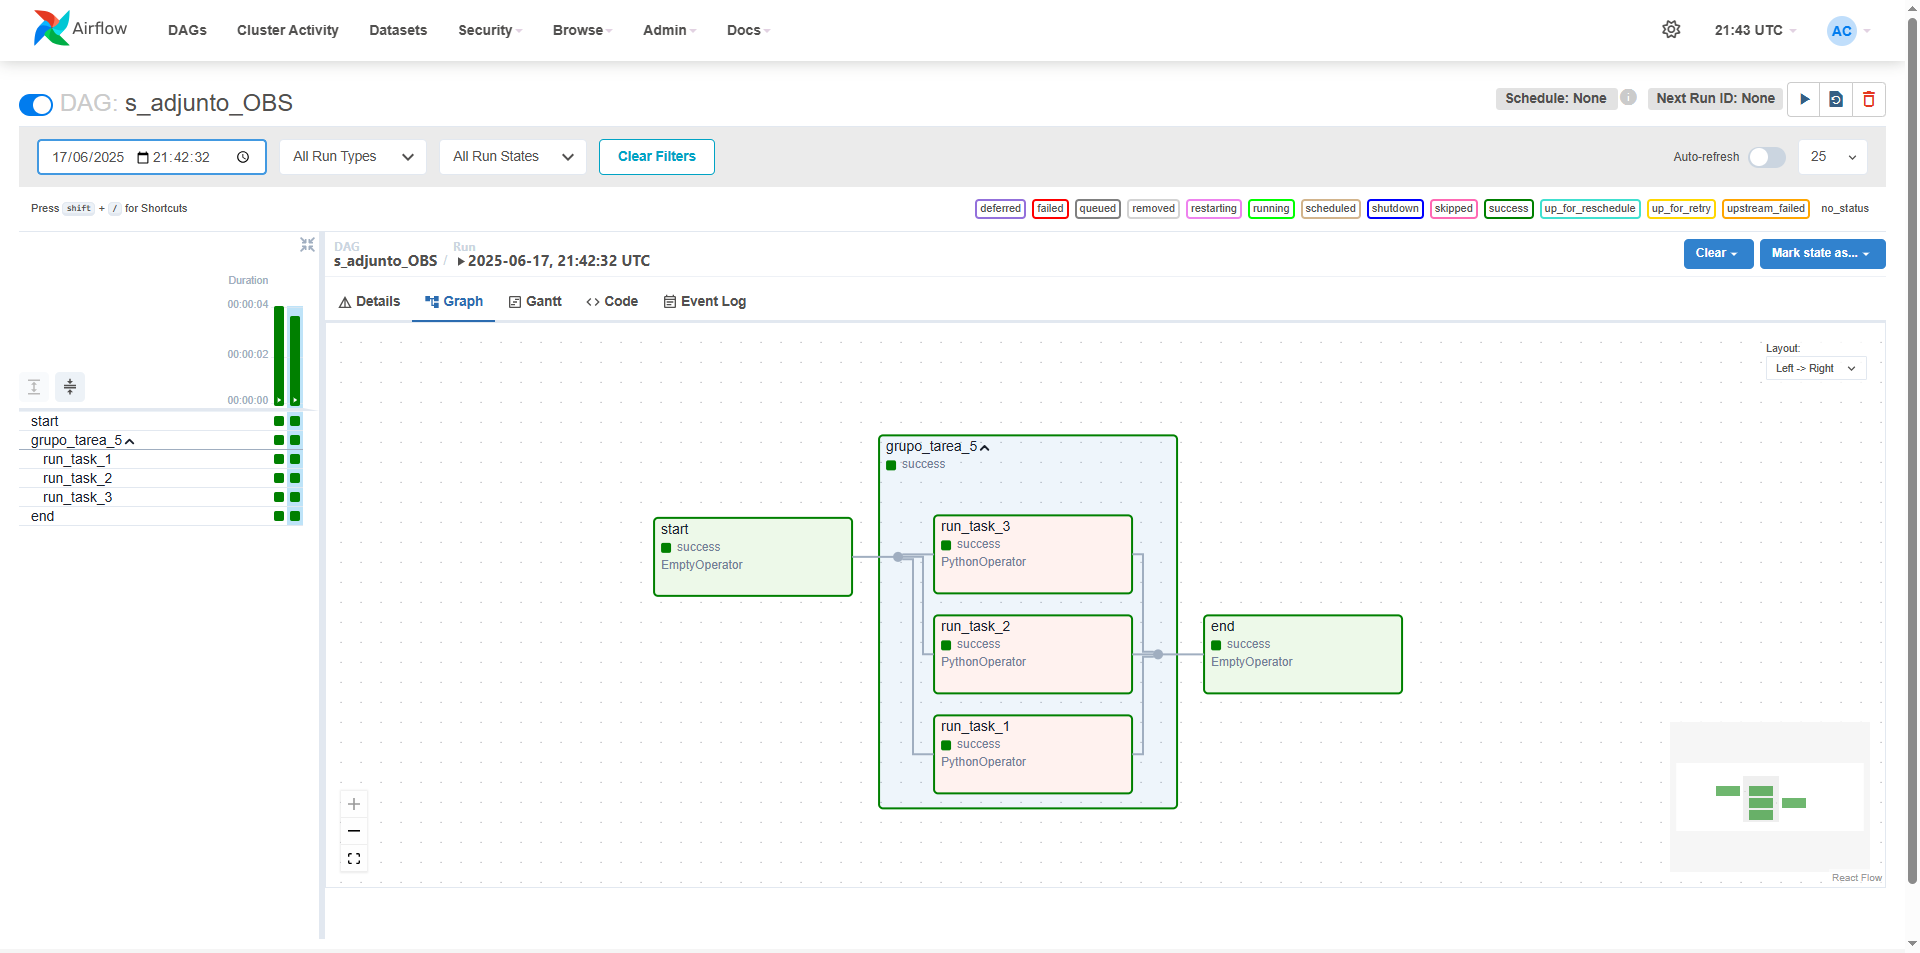 Airflow DAGs Cluster Activity Datasets Security Browse Admin Docs 21:43 UTC AC
DAG: s_adjunto_OBS Schedule: None i Next Run ID: None
17/06/2025 21:42:32 All Run Types All Run States Clear Filters Auto-refresh 25
Press shift + / for Shortcuts deferred failed queued removed restarting running scheduled shutdown skipped success up_for_reschedule up_for_retry upstream_failed no_status
DAG Run
s_adjunto_OBS / 2025-06-17, 21:42:32 UTC Clear Mark state as...
Duration
00:00:04
00:00:02
00:00:00
start
grupo_tarea_5
run_task_1
run_task_2
run_task_3
end
Details Graph Gantt Code Event Log
Layout:
Left -> Right
start
success
EmptyOperator
grupo_tarea_5
success
run_task_3
success
PythonOperator
run_task_2
success
PythonOperator
run_task_1
success
PythonOperator
end
success
EmptyOperator
React Flow